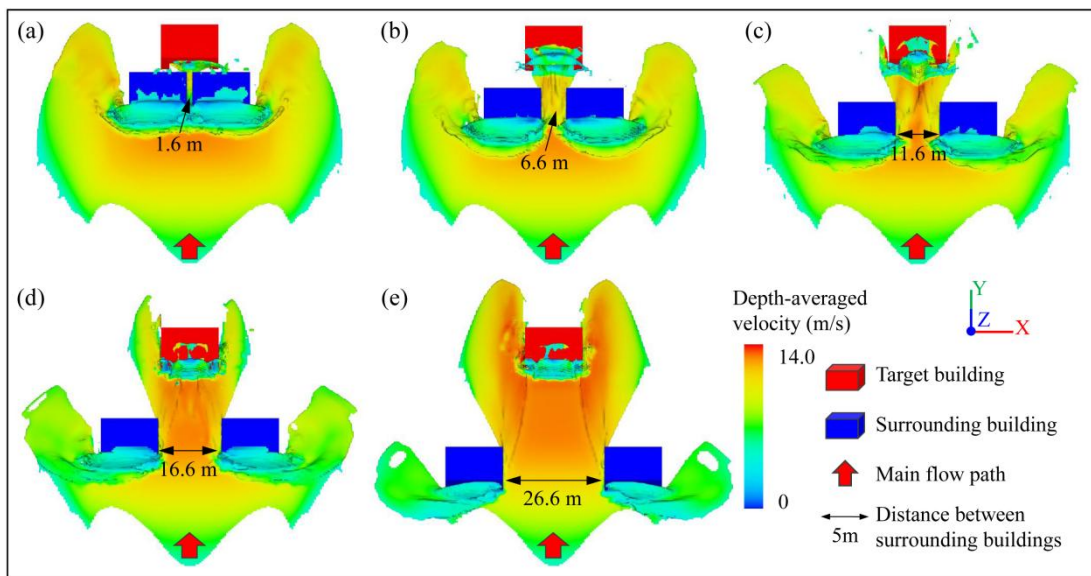 (a)
(b)
(c)
1.6 m
6.6 m
11.6 m
(d)
(e)
16.6 m
26.6 m
Depth-averaged
velocity (m/s)
14.0
0
Y
Z
X
Target building
Surrounding building
Main flow path
Distance between
5m
surrounding buildings